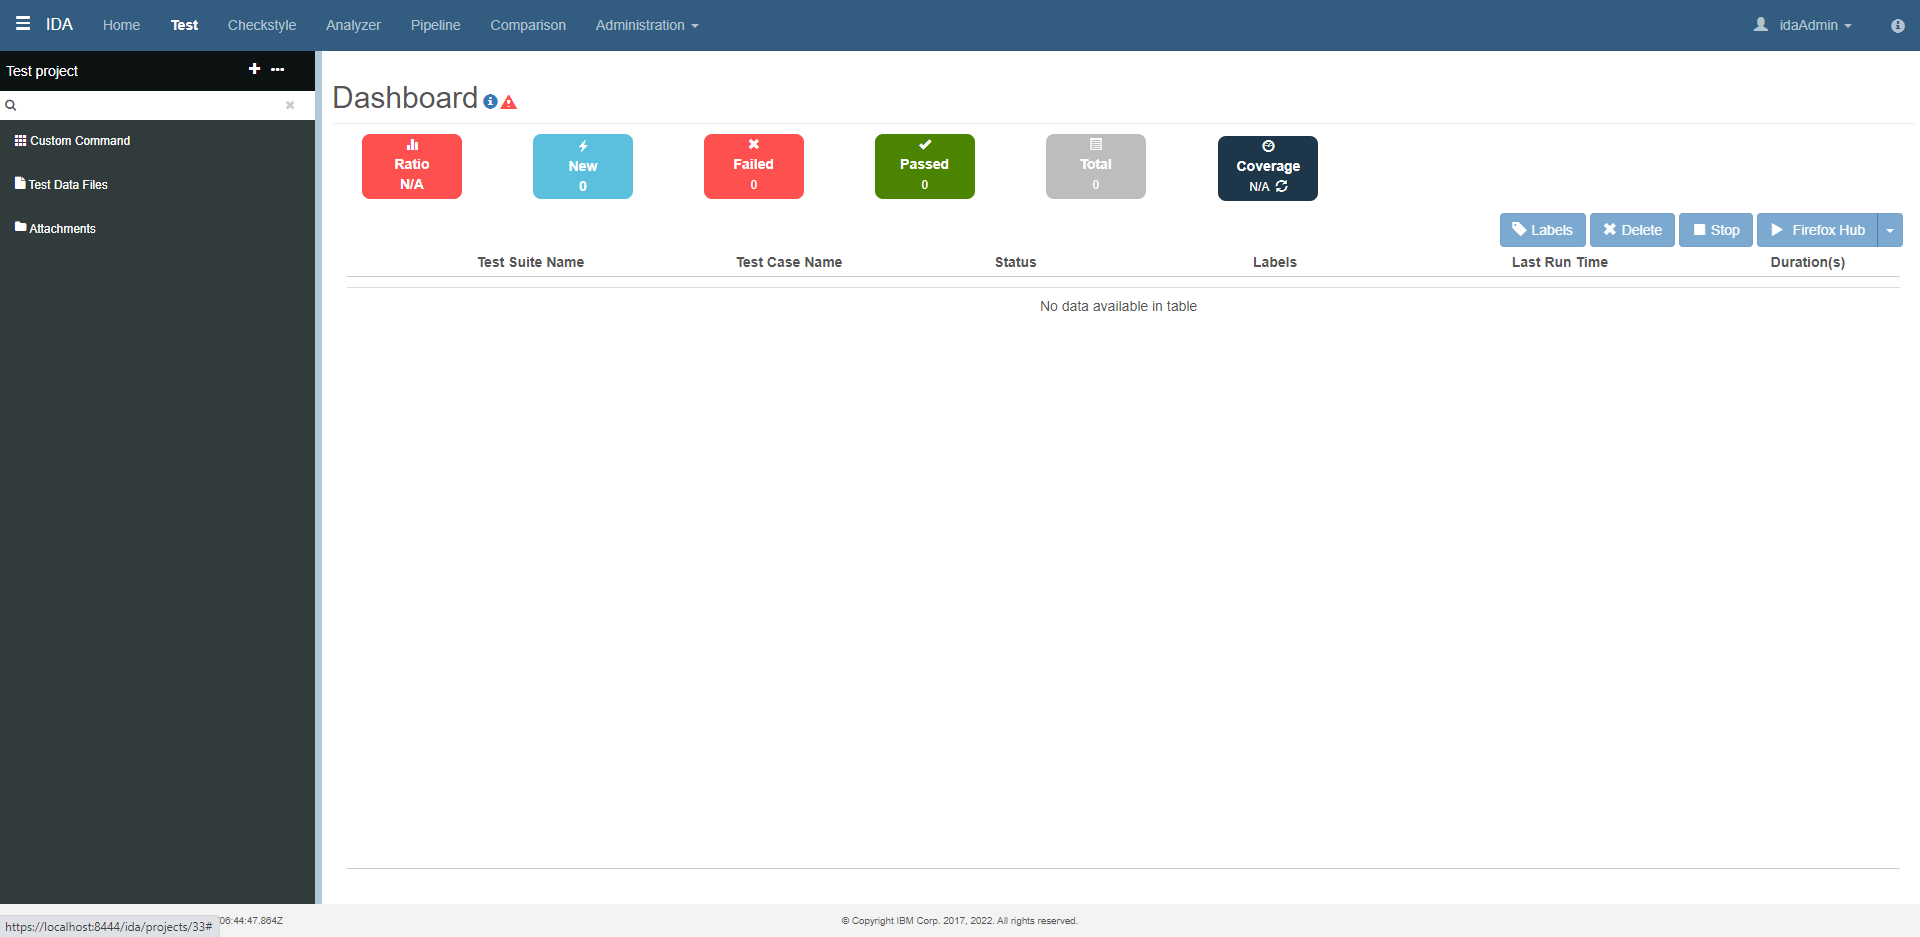 IDA Home Test Checkstyle Analyzer Pipeline Comparison Administration idaAdmin
Test project
Custom Command
Test Data Files
Attachments
Dashboard
Ratio
N/A
New
0
Failed
0
Passed
0
Total
0
Coverage
N/A
Labels Delete Stop Firefox Hub
Test Suite Name Test Case Name Status Labels Last Run Time Duration(s)
No data available in table
https://localhost:8444/ida/projects/33# 06:44:47.864Z
© Copyright IBM Corp. 2017, 2022. All rights reserved.